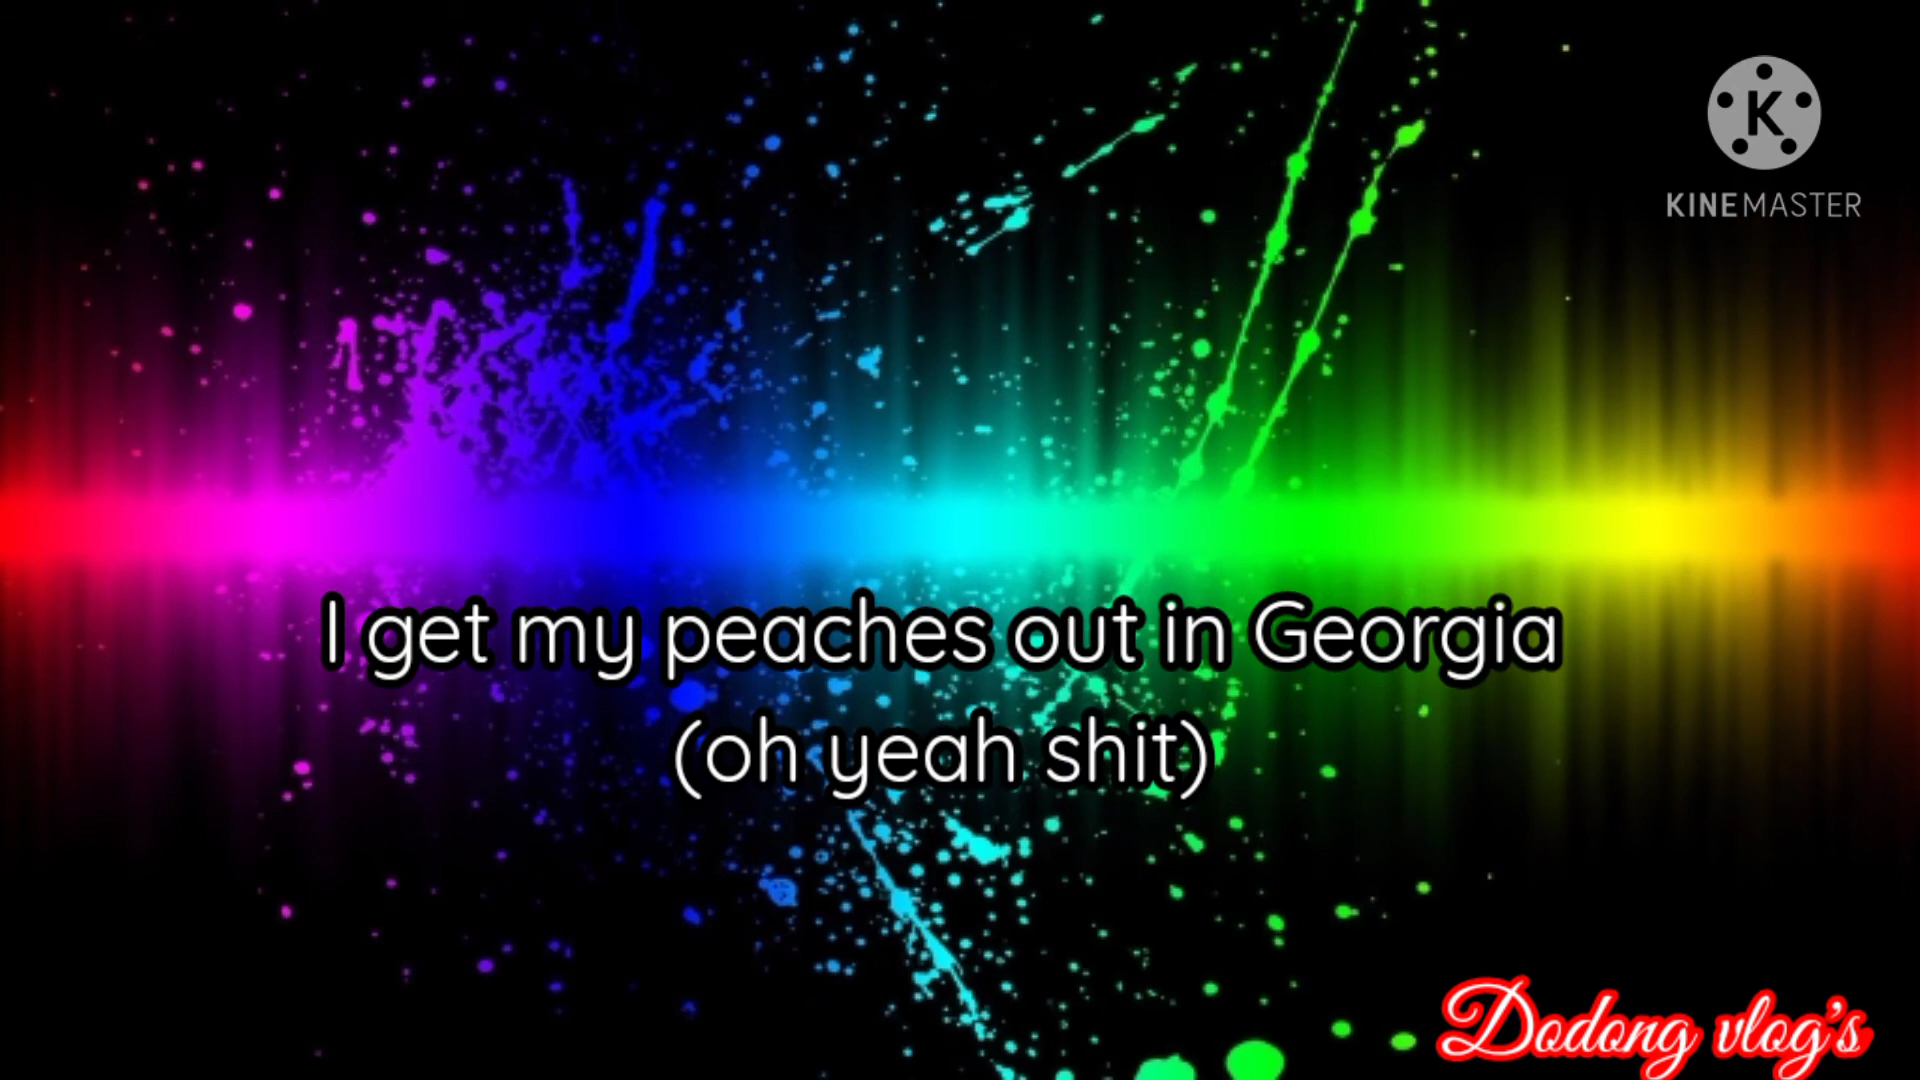 K
KINEMASTER
I get my peaches out in Georgia
(oh yeah shit)
Dodong vlog's